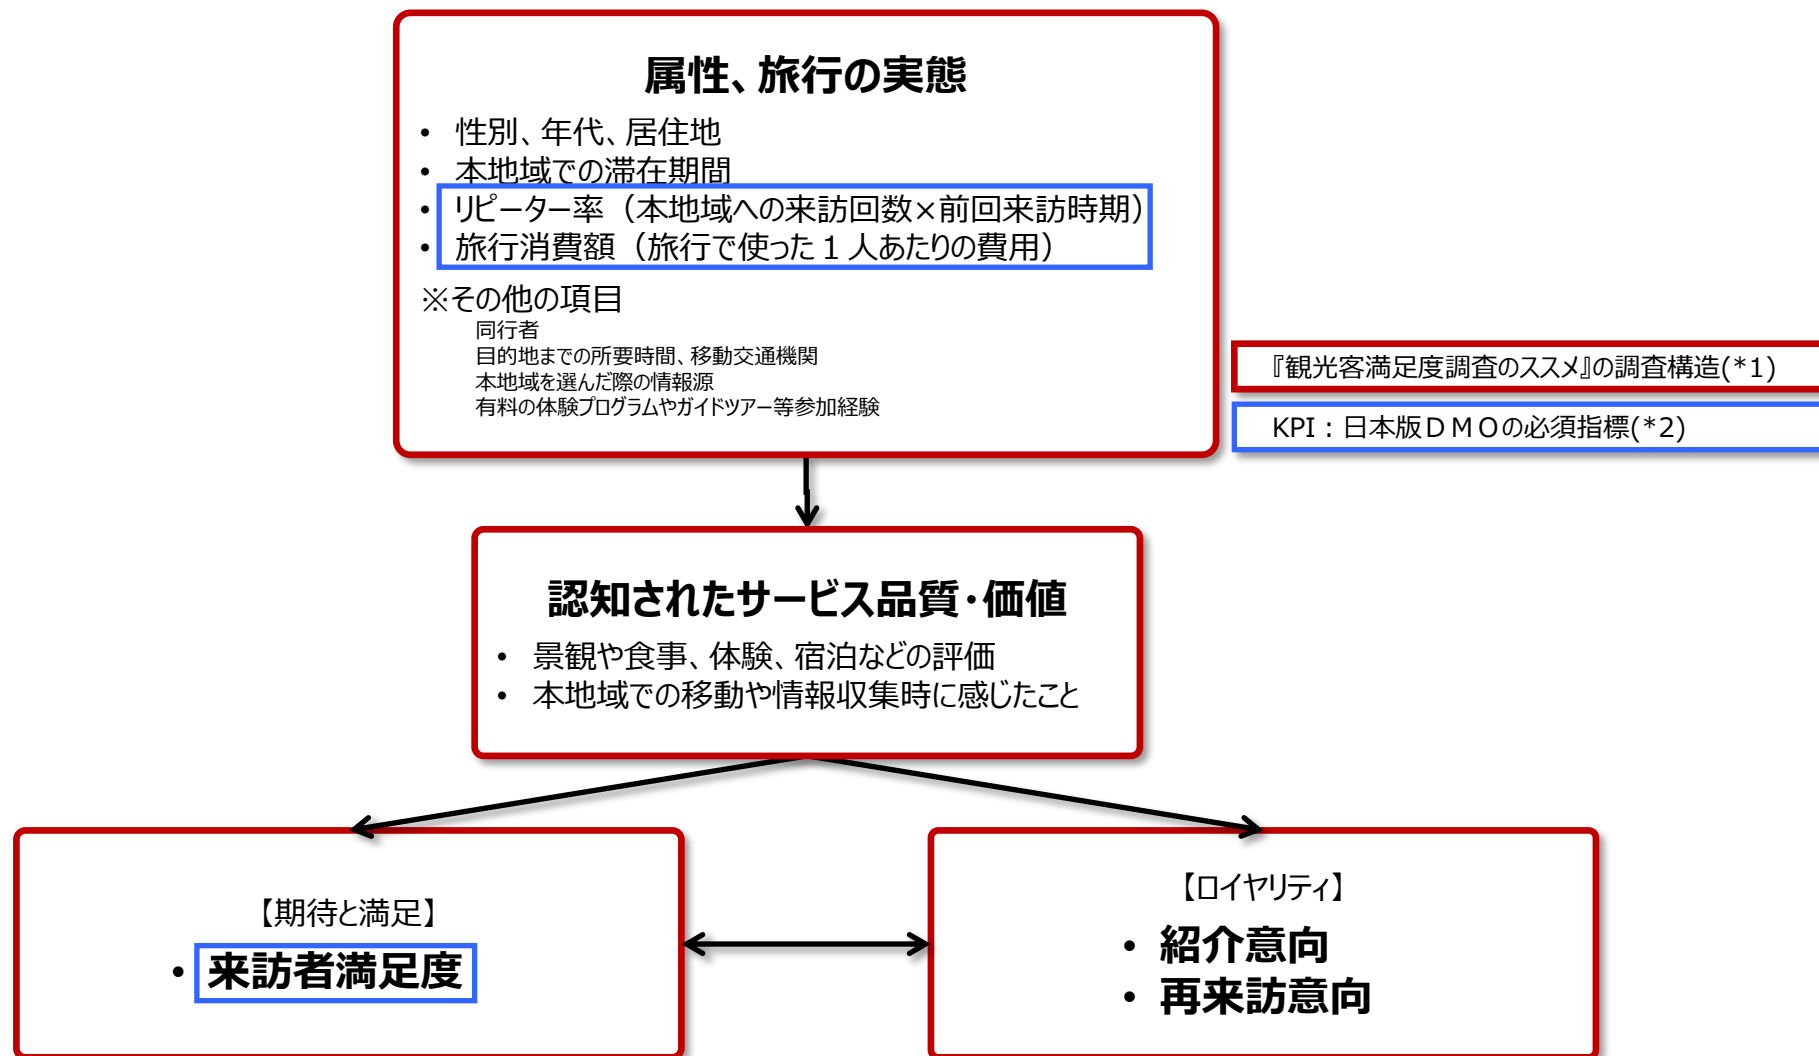 属性、旅行の実態
• 性別、年代、居住地
• 本地域での滞在期間
• リピーター率（本地域への来訪回数×前回来訪時期）
• 旅行消費額（旅行で使った１人あたりの費用）
※その他の項目
同行者
目的地までの所要時間、移動交通機関
本地域を選んだ際の情報源
有料の体験プログラムやガイドツアー等参加経験
『観光客満足度調査のススメ』の調査構造(*1)
KPI：日本版ＤＭＯの必須指標(*2)
認知されたサービス品質・価値
• 景観や食事、体験、宿泊などの評価
• 本地域での移動や情報収集時に感じたこと
【期待と満足】
• 来訪者満足度
【ロイヤリティ】
• 紹介意向
• 再来訪意向